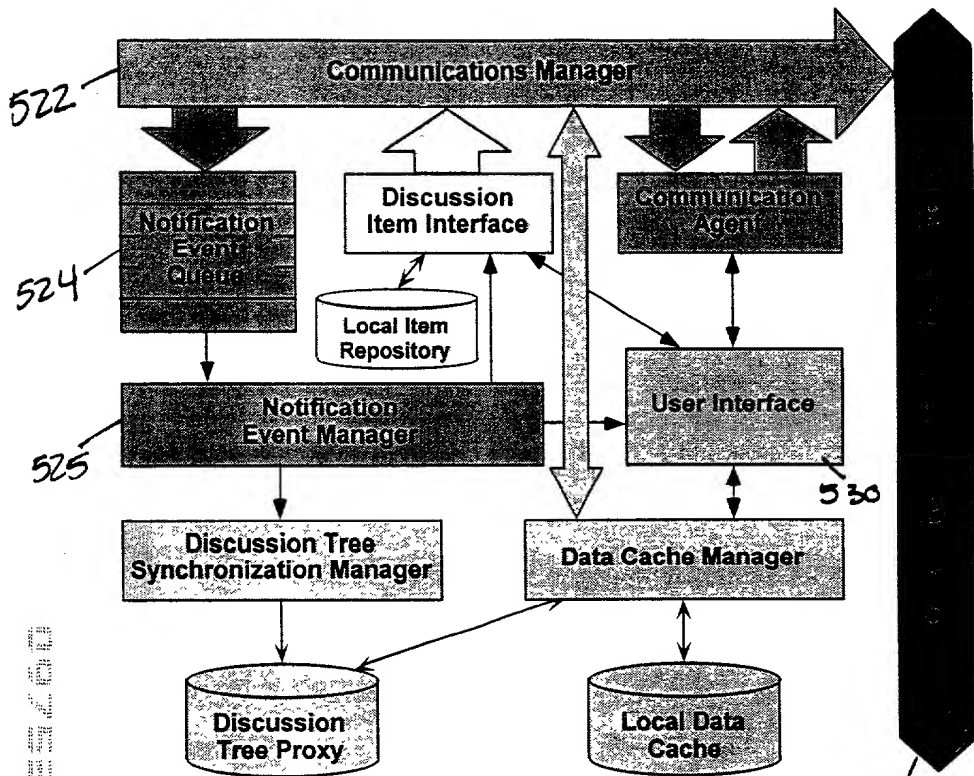 Communications Manager
522
Notification
Event
Queue
524
Discussion
Item Interface
Communication
Agent
Local Item
Repository
User Interface
530
Notification
Event Manager
525
Discussion Tree
Synchronization Manager
Data Cache Manager
Discussion
Tree Proxy
Local Data
Cache